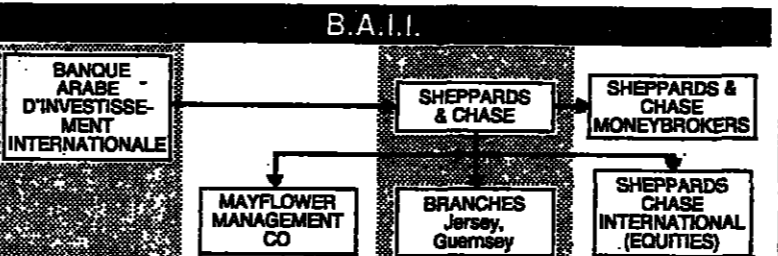 B.A.I.I.
BANQUE
ARABE
D'INVESTISSE-
MENT
INTERNATIONALE
SHEPPARDS
& CHASE
SHEPPARDS &
CHASE
MONEYBROKERS
MAYFLOWER
MANAGEMENT
CO
BRANCHES
Jersey,
Guernsey
SHEPPARDS
CHASE
INTERNATIONAL
(EQUITIES)